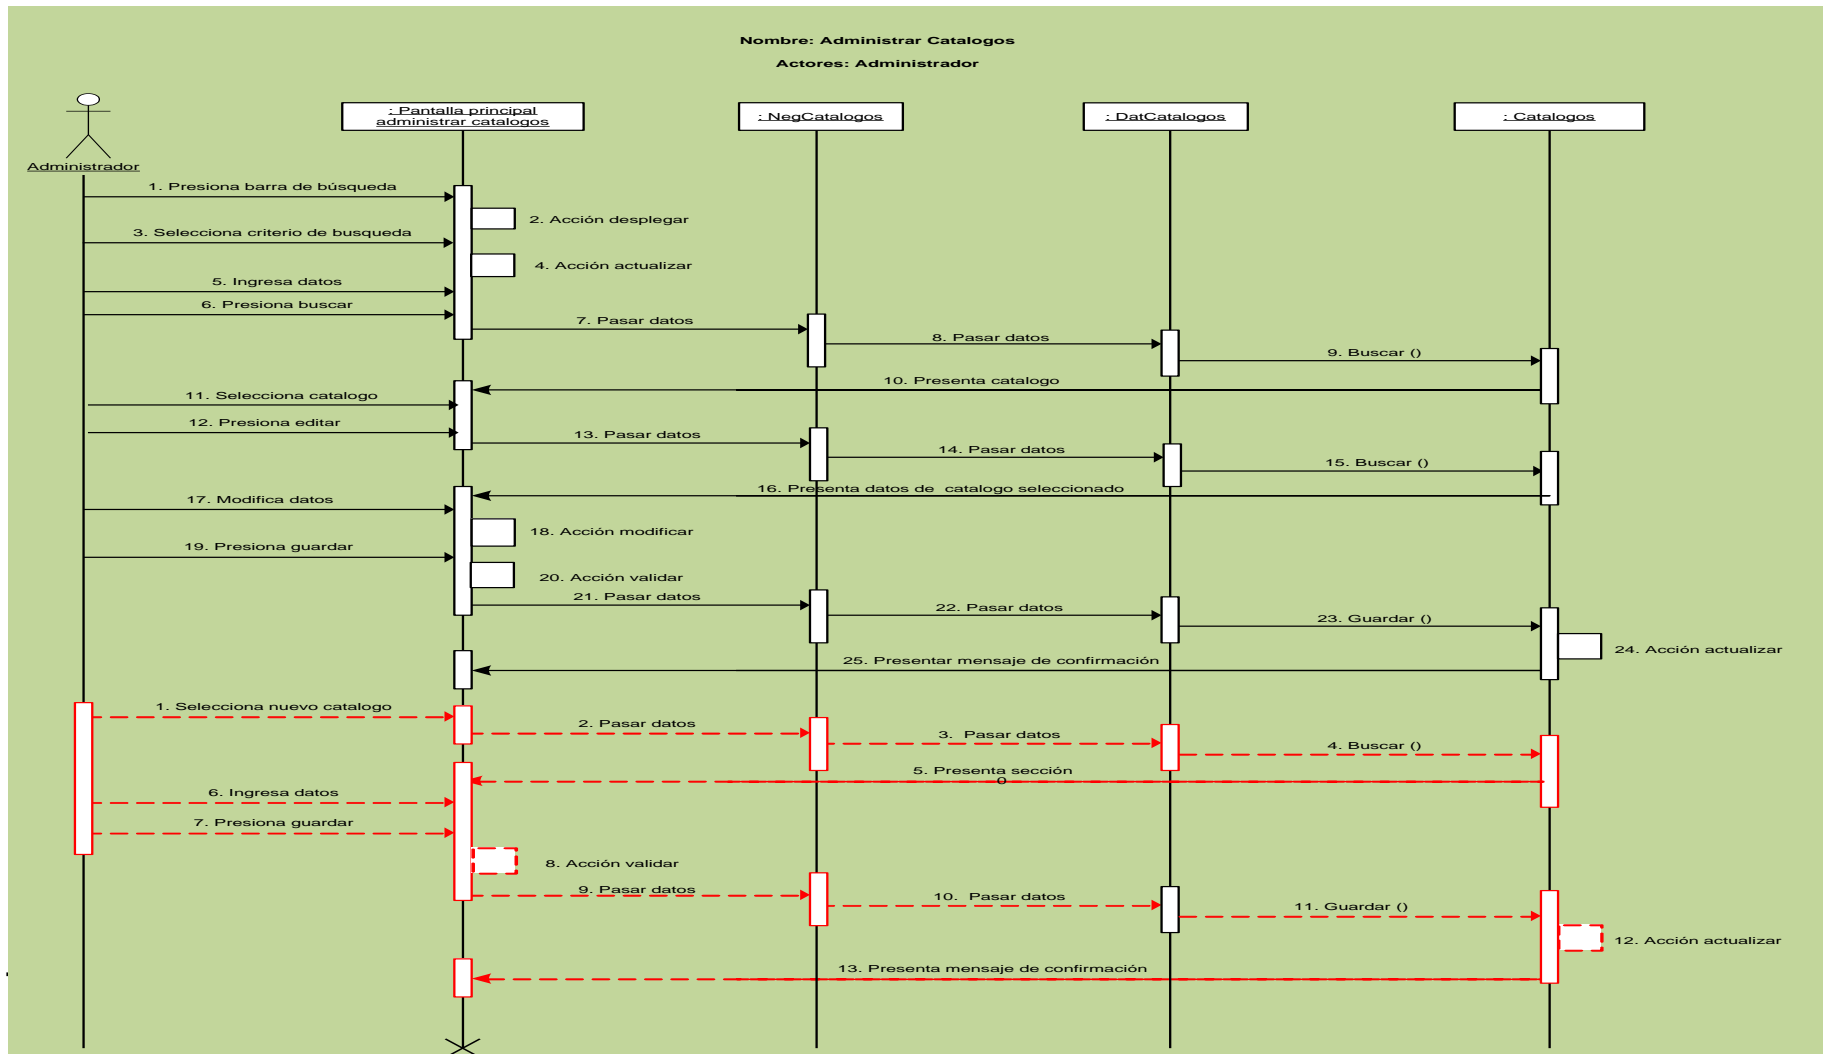 Nombre: Administrar Catalogos
Actores: Administrador
: Pantalla principal
administrar catalogos
: NegCatalogos
: DatCatalogos
: Catalogos
Administrador
1. Presiona barra de búsqueda
2. Acción desplegar
3. Selecciona criterio de busqueda
4. Acción actualizar
5. Ingresa datos
6. Presiona buscar
7. Pasar datos
8. Pasar datos
9. Buscar ()
10. Presenta catalogo
11. Selecciona catalogo
12. Presiona editar
13. Pasar datos
14. Pasar datos
15. Buscar ()
16. Presenta datos de catalogo seleccionado
17. Modifica datos
18. Acción modificar
19. Presiona guardar
20. Acción validar
21. Pasar datos
22. Pasar datos
23. Guardar ()
24. Acción actualizar
25. Presentar mensaje de confirmación
1. Selecciona nuevo catalogo
2. Pasar datos
3. Pasar datos
4. Buscar ()
5. Presenta sección
0
6. Ingresa datos
7. Presiona guardar
8. Acción validar
9. Pasar datos
10. Pasar datos
11. Guardar ()
12. Acción actualizar
13. Presenta mensaje de confirmación